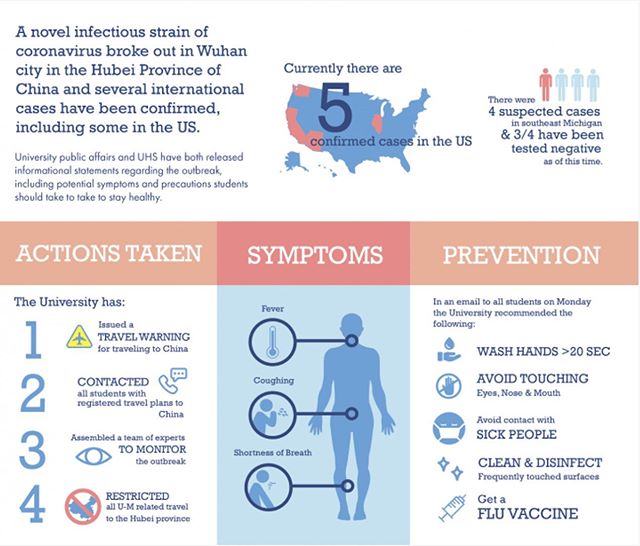 A novel infectious strain of
coronavirus broke out in Wuhan
city in the Hubei Province of
China and several international
cases have been confirmed,
including some in the US.
University public affairs and UHS have both released
informational statements regarding the outbreak,
including potential symptoms and precautions students
should take to take to stay healthy.
Currently there are
5
confirmed cases in the US
There were
4 suspected cases
in southeast Michigan
& 3/4 have been
tested negative
as of this time.
ACTIONS TAKEN
The University has:
1
Issued a
TRAVEL WARNING
for traveling to China
2
CONTACTED
all students with
registered travel plans to
China
3
Assembled a team of experts
TO MONITOR
the outbreak
4
RESTRICTED
all U-M related travel
to the Hubei province
SYMPTOMS
Fever
Coughing
Shortness of Breath
PREVENTION
In an email to all students on Monday
the University recommended the
following:
WASH HANDS >20 SEC
AVOID TOUCHING
Eyes, Nose & Mouth
Avoid contact with
SICK PEOPLE
CLEAN & DISINFECT
Frequently touched surfaces
Get a
FLU VACCINE